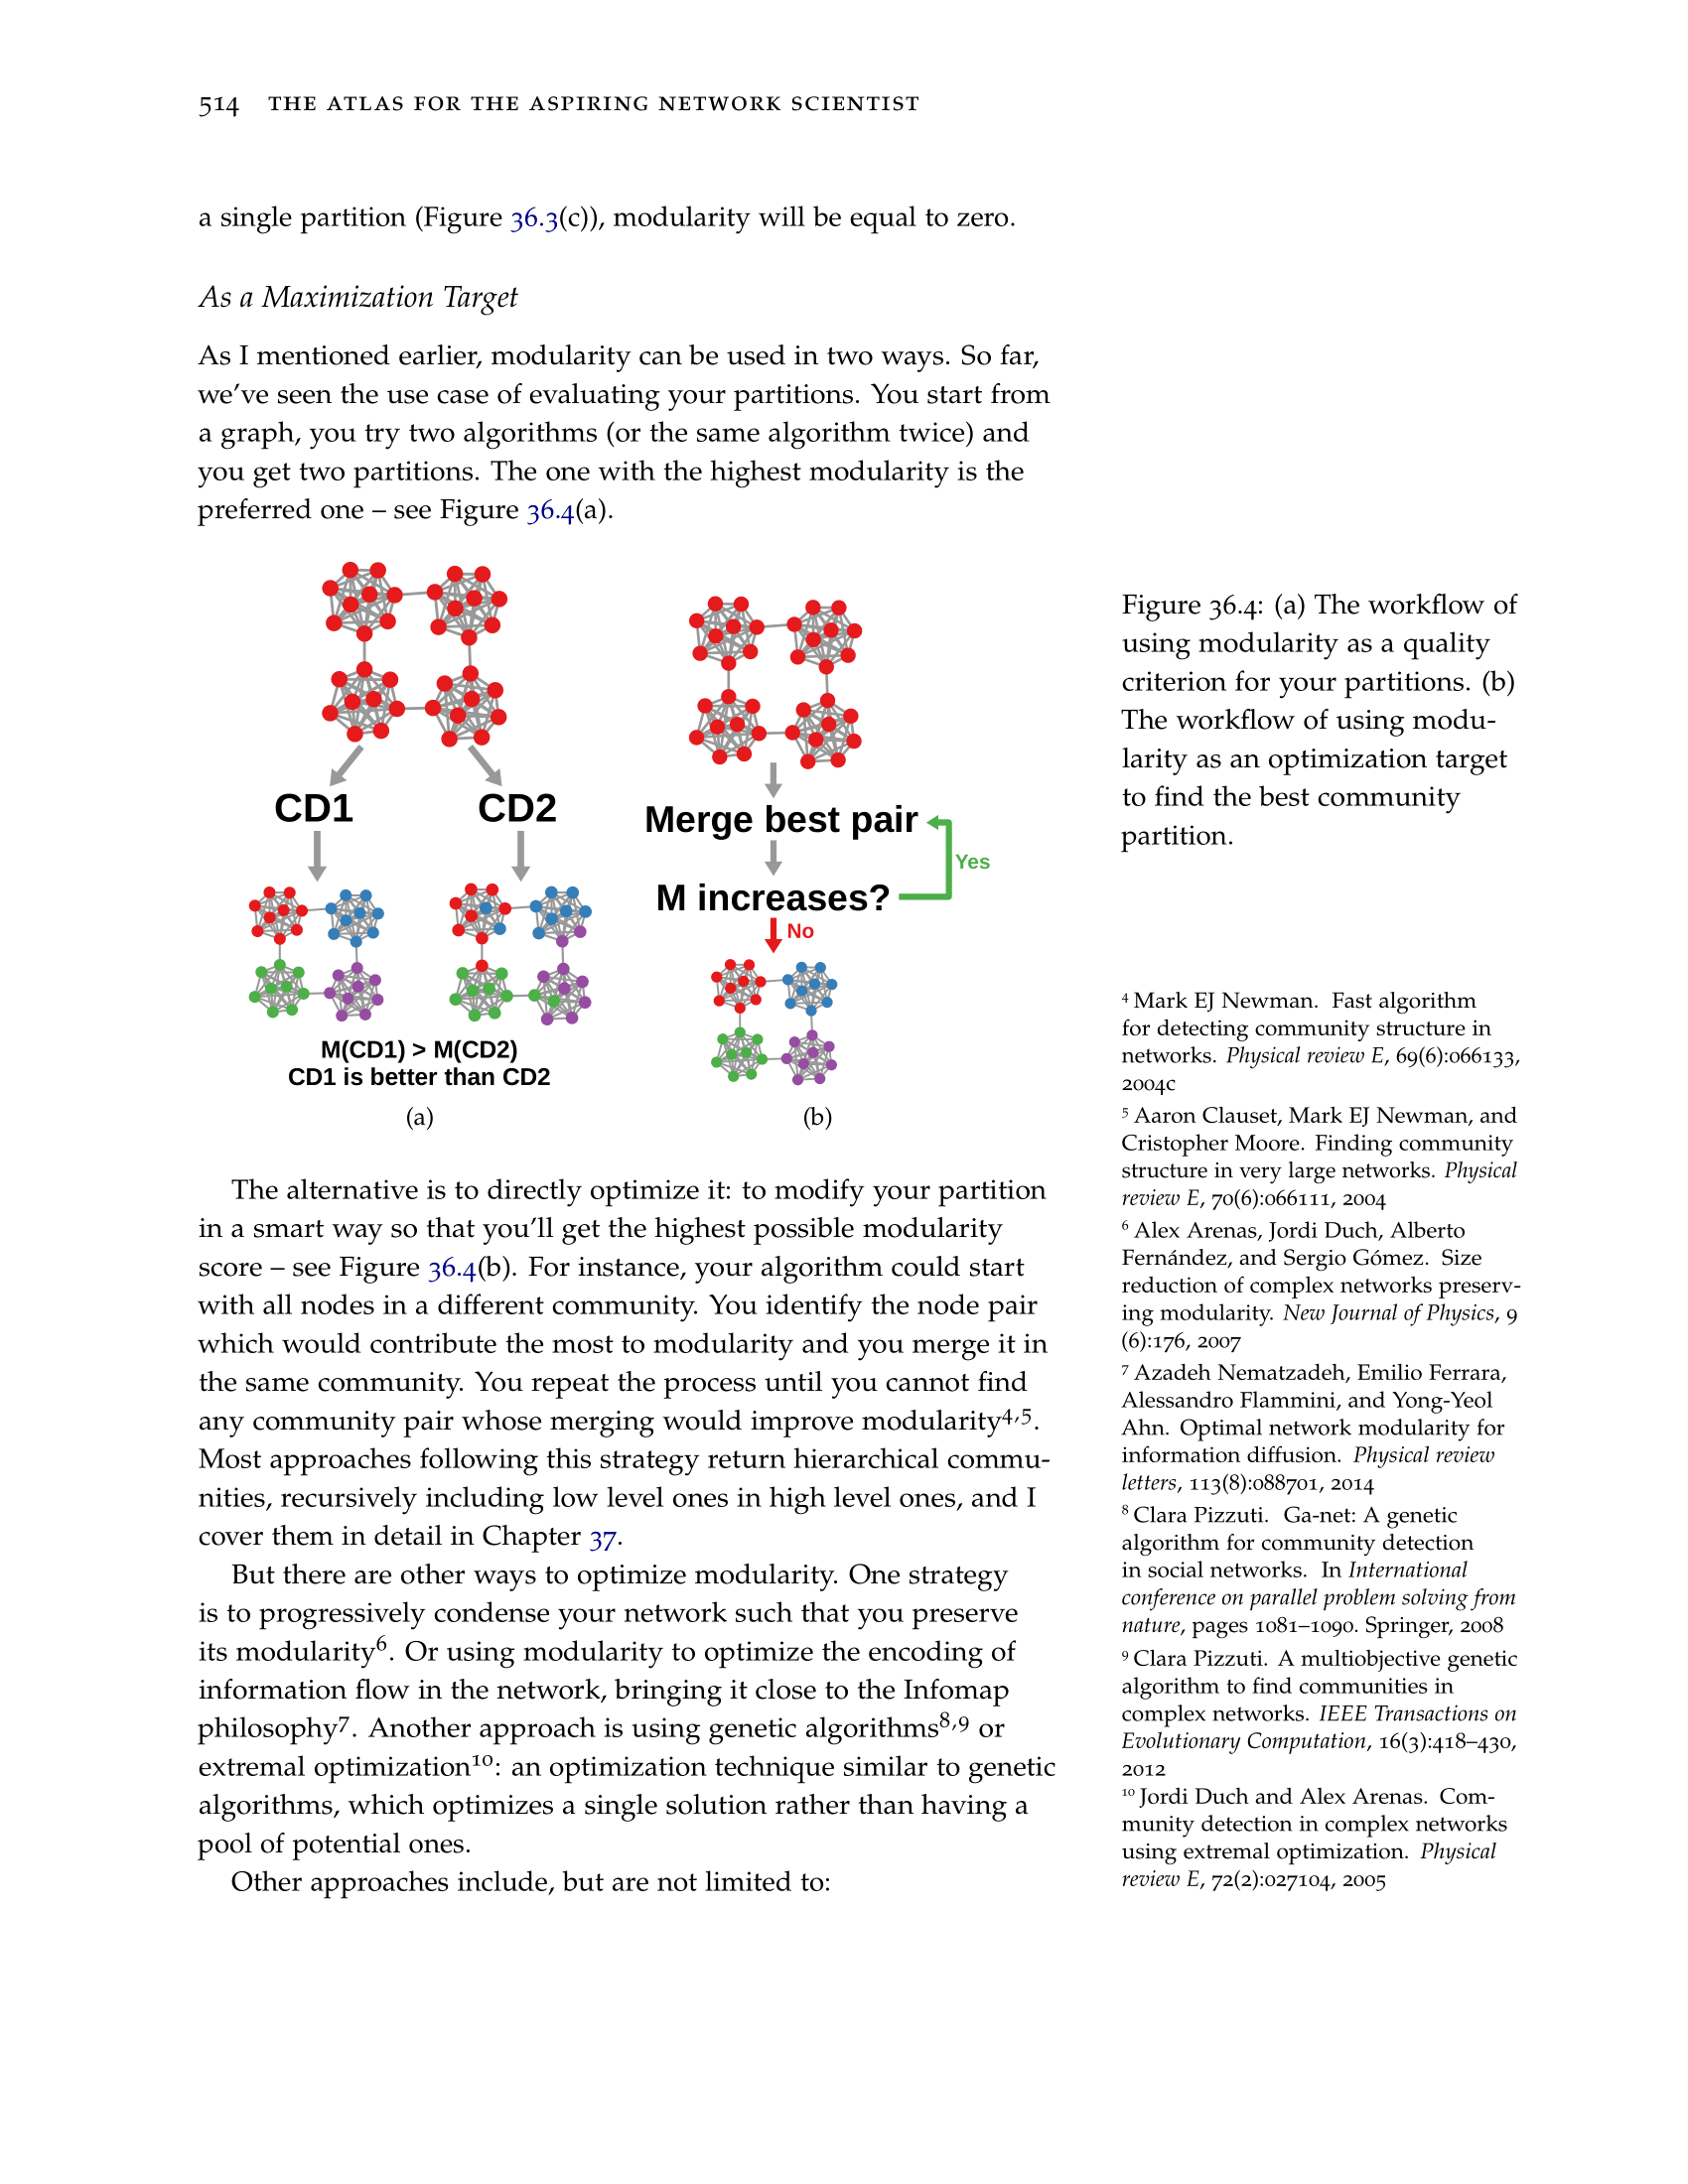 514 THE ATLAS FOR THE ASPIRING NETWORK SCIENTIST
a single partition (Figure 36.3(c)), modularity will be equal to zero.
As a Maximization Target
As I mentioned earlier, modularity can be used in two ways. So far,
we've seen the use case of evaluating your partitions. You start from
a graph, you try two algorithms (or the same algorithm twice) and
you get two partitions. The one with the highest modularity is the
preferred one – see Figure 36.4(a).
CD1 CD2
M(CD1) > M(CD2)
CD1 is better than CD2
(a)
Merge best pair
Yes
M increases?
No
(b)
Figure 36.4: (a) The workflow of
using modularity as a quality
criterion for your partitions. (b)
The workflow of using modu-
larity as an optimization target
to find the best community
partition.
The alternative is to directly optimize it: to modify your partition
in a smart way so that you'll get the highest possible modularity
score – see Figure 36.4(b). For instance, your algorithm could start
with all nodes in a different community. You identify the node pair
which would contribute the most to modularity and you merge it in
the same community. You repeat the process until you cannot find
any community pair whose merging would improve modularity4,5.
Most approaches following this strategy return hierarchical commu-
nities, recursively including low level ones in high level ones, and I
cover them in detail in Chapter 37.
But there are other ways to optimize modularity. One strategy
is to progressively condense your network such that you preserve
its modularity6. Or using modularity to optimize the encoding of
information flow in the network, bringing it close to the Infomap
philosophy7. Another approach is using genetic algorithms8,9 or
extremal optimization10: an optimization technique similar to genetic
algorithms, which optimizes a single solution rather than having a
pool of potential ones.
Other approaches include, but are not limited to:
4 Mark EJ Newman. Fast algorithm
for detecting community structure in
networks. Physical review E, 69(6):066133,
2004c
5 Aaron Clauset, Mark EJ Newman, and
Cristopher Moore. Finding community
structure in very large networks. Physical
review E, 70(6):066111, 2004
6 Alex Arenas, Jordi Duch, Alberto
Fernández, and Sergio Gómez. Size
reduction of complex networks preserv-
ing modularity. New Journal of Physics, 9
(6):176, 2007
7 Azadeh Nematzadeh, Emilio Ferrara,
Alessandro Flammini, and Yong-Yeol
Ahn. Optimal network modularity for
information diffusion. Physical review
letters, 113(8):088701, 2014
8 Clara Pizzuti. Ga-net: A genetic
algorithm for community detection
in social networks. In International
conference on parallel problem solving from
nature, pages 1081–1090. Springer, 2008
9 Clara Pizzuti. A multiobjective genetic
algorithm to find communities in
complex networks. IEEE Transactions on
Evolutionary Computation, 16(3):418–430,
2012
10 Jordi Duch and Alex Arenas. Com-
munity detection in complex networks
using extremal optimization. Physical
review E, 72(2):027104, 2005